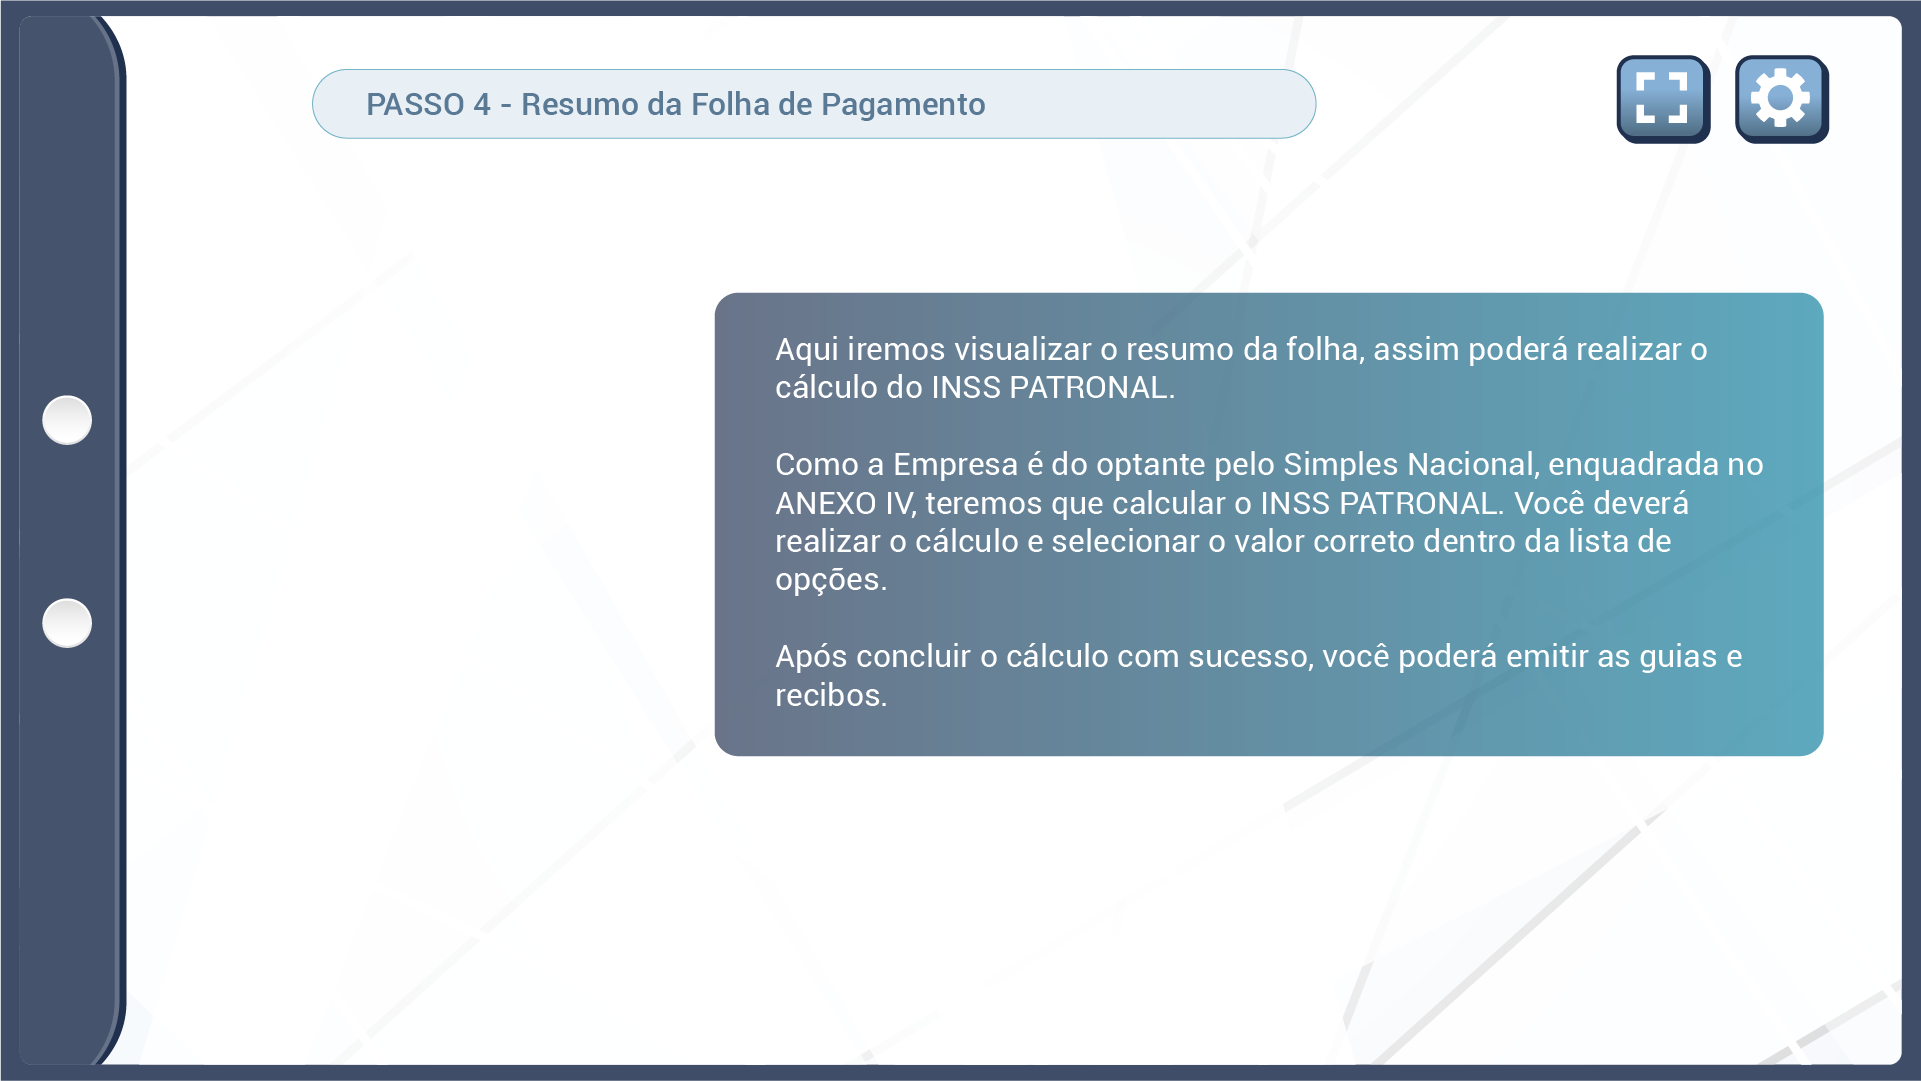 PASSO 4 - Resumo da Folha de Pagamento
Aqui iremos visualizar o resumo da folha, assim poderá realizar o
cálculo do INSS PATRONAL.
Como a Empresa é do optante pelo Simples Nacional, enquadrada no
ANEXO IV, teremos que calcular o INSS PATRONAL. Você deverá
realizar o cálculo e selecionar o valor correto dentro da lista de
opções.
Após concluir o cálculo com sucesso, você poderá emitir as guias e
recibos.